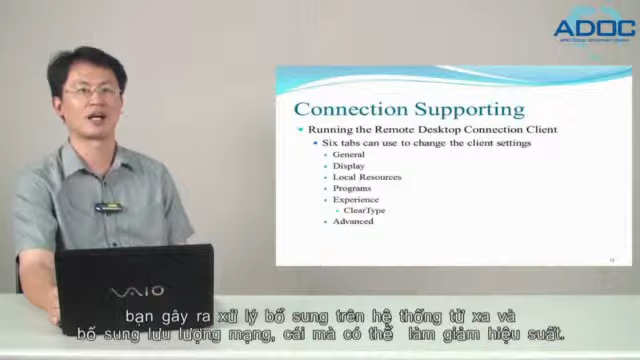 ADOC
Connection Supporting
Running the Remote Desktop Connection Client
Six tabs can use to change the client settings
General
Display
Local Resources
Programs
Experience
ClearType
Advanced
VAIO
bạn gây ra xử lý bổ sung trên hệ thống từ xa và
bổ sung lưu lượng mạng, cái mà có thể làm giảm hiệu suất.